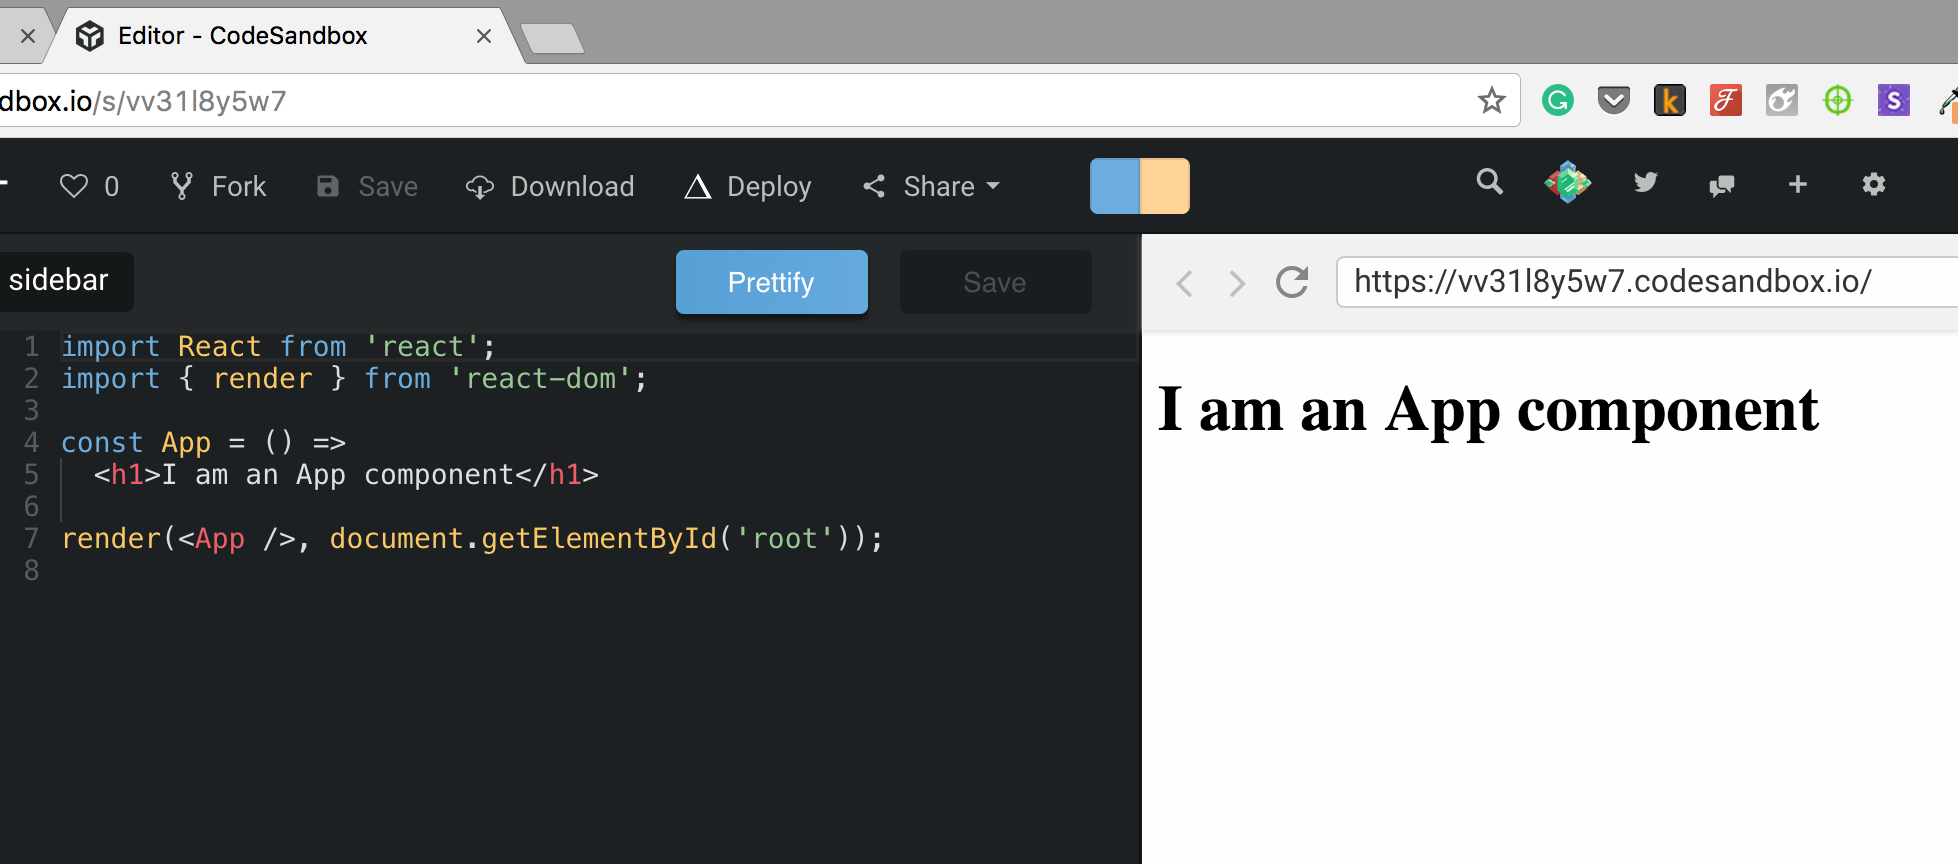 Editor - CodeSandbox
dbox.io/s/vv31l8y5w7
0 Fork Save Download Deploy Share
sidebar Prettify Save
https://vv31l8y5w7.codesandbox.io/
1 import React from 'react';
2 import { render } from 'react-dom';
3
4 const App = () =>
5 <h1>I am an App component</h1>
6
7 render(<App />, document.getElementById('root'));
8
I am an App component